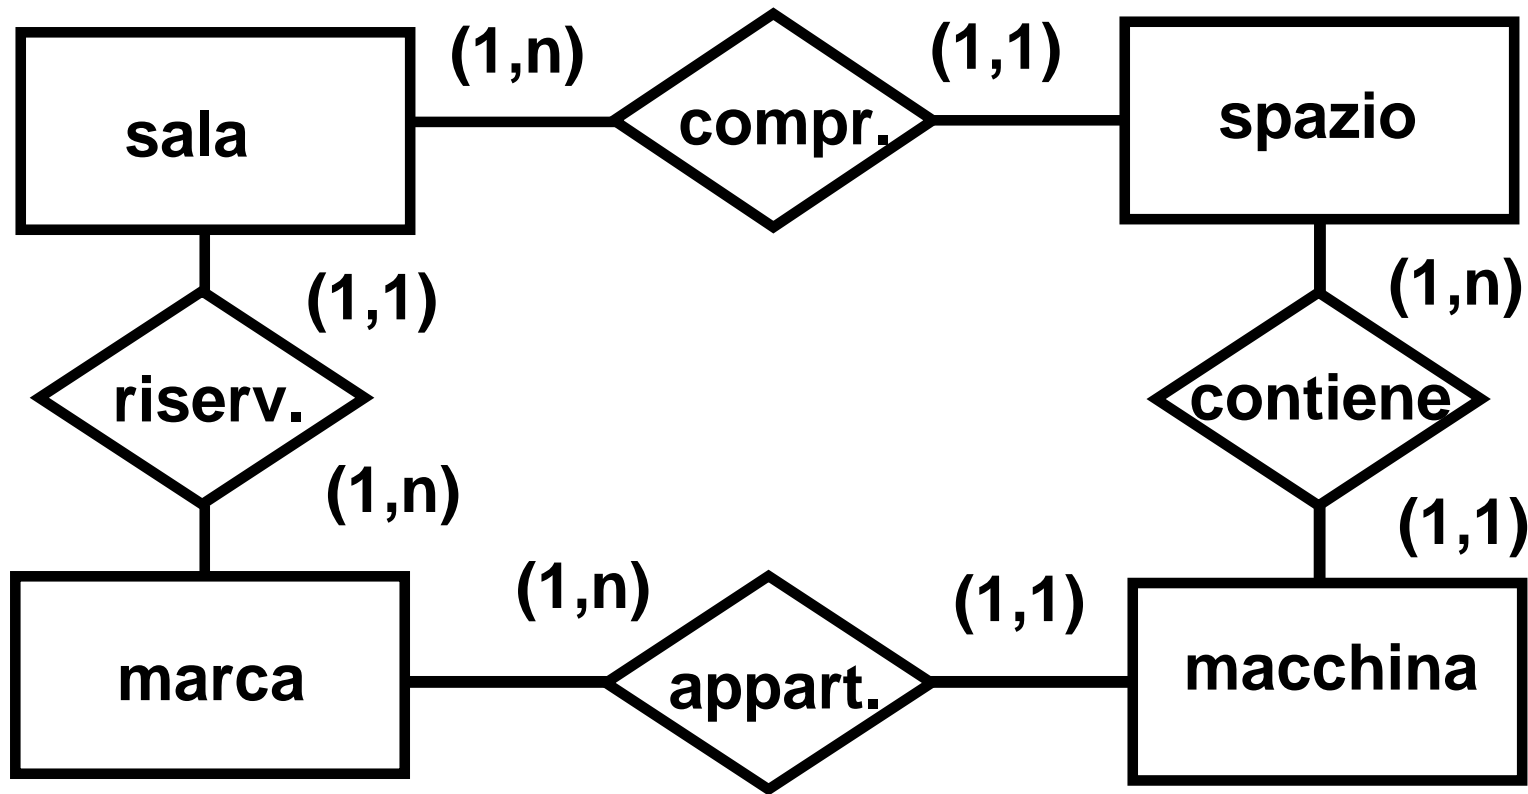 (1,n)
(1,1)
sala
compr.
spazio
(1,1)
(1,n)
riserv.
contiene
(1,n)
(1,1)
(1,n)
(1,1)
marca
appart.
macchina